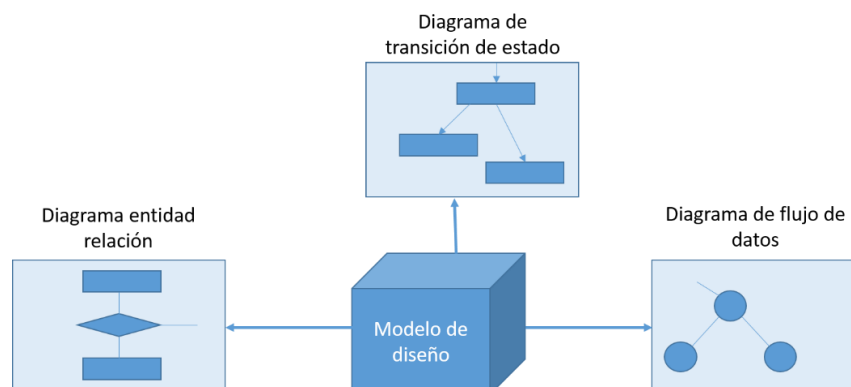 Diagrama de
transición de estado
Diagrama entidad
relación
Diagrama de flujo de
datos
Modelo de
diseño